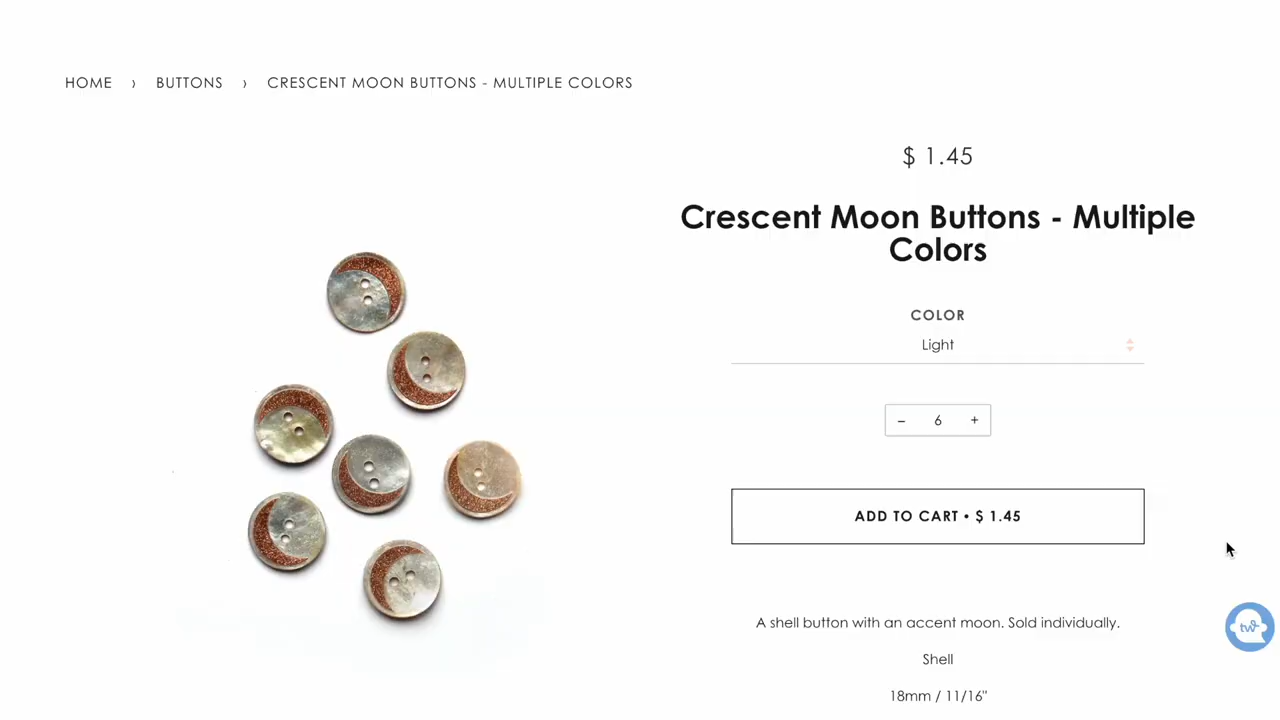 HOME › BUTTONS › CRESCENT MOON BUTTONS - MULTIPLE COLORS
$ 1.45
Crescent Moon Buttons - Multiple
Colors
COLOR
Light
– 6 +
ADD TO CART • $ 1.45
A shell button with an accent moon. Sold individually.
tw
Shell
18mm / 11/16"